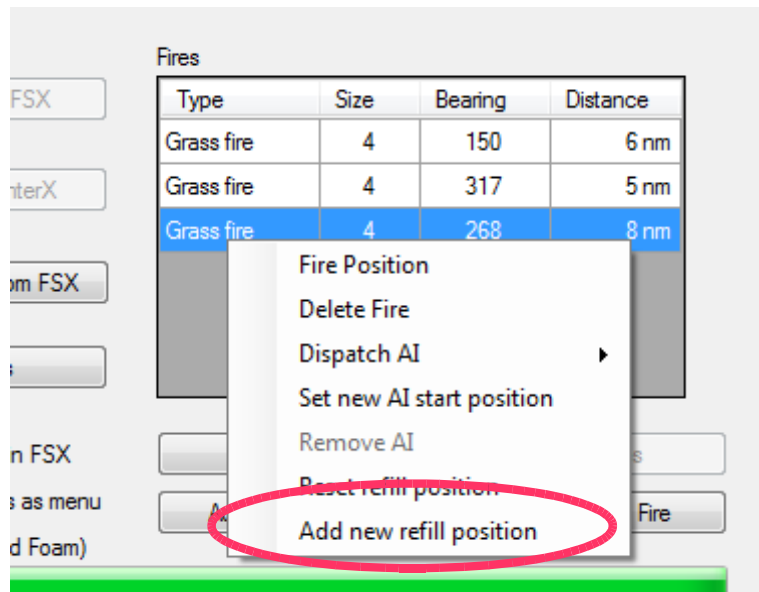 Fires
FSX
Type Size Bearing Distance
Grass fire 4 150 6 nm
Grass fire 4 317 5 nm
nterX
Grass fire 4 268 8 nm
Fire Position
om FSX
Delete Fire
Dispatch AI
Set new AI start position
n FSX
Remove AI
s
s as menu
Reset refill position
Fire
Add new refill position
d Foam)